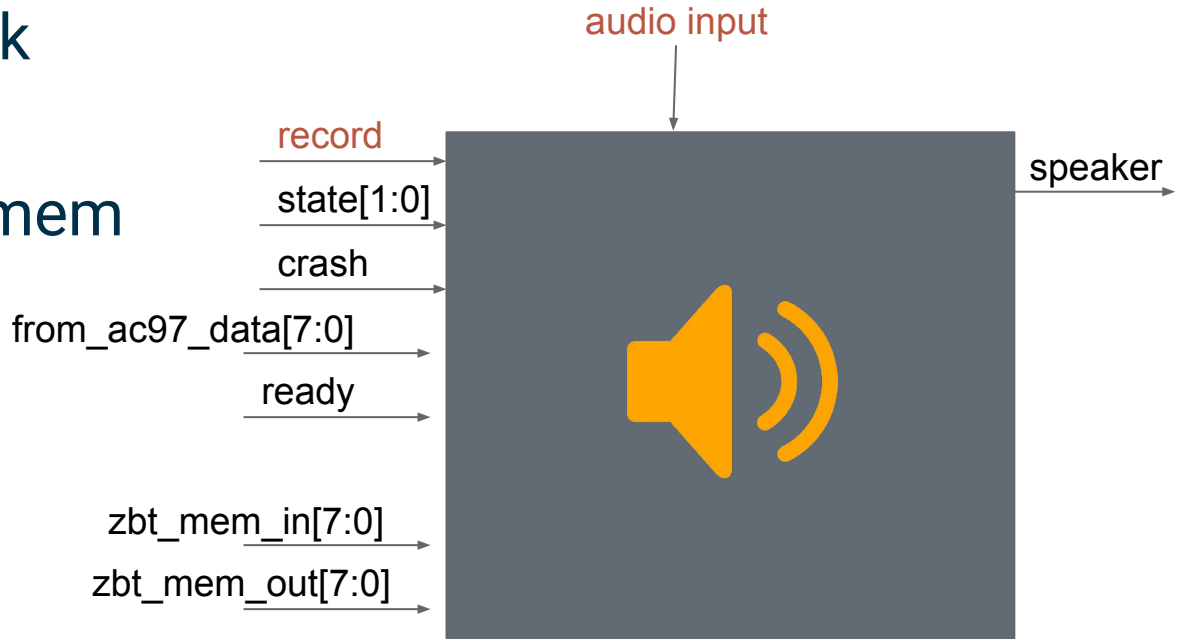 k
mem
audio input
record
state[1:0]
crash
from_ac97_data[7:0]
ready
zbt_mem_in[7:0]
zbt_mem_out[7:0]
speaker